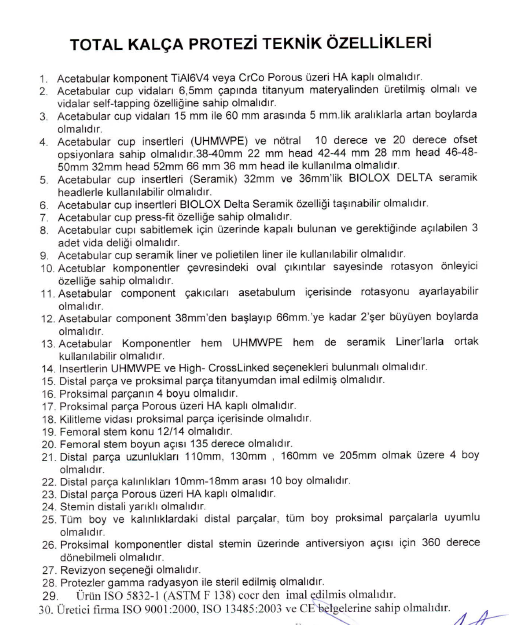 TOTAL KALÇA PROTEZİ TEKNİK ÖZELLİKLERİ
1. Acetabular komponent TiAl6V4 veya CrCo Porous üzeri HA kaplı olmalıdır.
2. Acetabular cup vidaları 6,5mm çapında titanyum materyalinden üretilmiş olmalı ve
vidalar self-tapping özelliğine sahip olmalıdır.
3. Acetabular cup vidaları 15 mm ile 60 mm arasında 5 mm.lik aralıklarla artan boylarda
olmalıdır.
4. Acetabular cup insertleri (UHMWPE) ve nötral 10 derece ve 20 derece ofset
opsiyonlara sahip olmalıdır.38-40mm 22 mm head 42-44 mm 28 mm head 46-48-
50mm 32mm head 52mm 66 mm 36 mm head ile kullanılma olmalıdır.
5. Acetabular cup insertleri (Seramik) 32mm ve 36mm'lik BIOLOX DELTA seramik
headlerle kullanılabilir olmalıdır.
6. Acetabular cup insertleri BIOLOX Delta Seramik özelliği taşınabilir olmalıdır.
7. Acetabular cup press-fit özelliğe sahip olmalıdır.
8. Acetabular cupı sabitlemek için üzerinde kapalı bulunan ve gerektiğinde açılabilen 3
adet vida deliği olmalıdır.
9. Acetabular cup seramik liner ve polietilen liner ile kullanılabilir olmalıdır.
10. Acetublar komponentler çevresindeki oval çıkıntılar sayesinde rotasyon önleyici
özelliğe sahip olmalıdır.
11. Asetabular component çakıcıları asetabulum içerisinde rotasyonu ayarlayabilir
olmalıdır.
12. Asetabular component 38mm'den başlayıp 66mm.'ye kadar 2'şer büyüyen boylarda
olmalıdır.
13. Acetabular Komponentler hem UHMWPE hem de seramik Liner'larla ortak
kullanılabilir olmalıdır.
14. Insertlerin UHMWPE ve High- CrossLinked seçenekleri bulunmalı olmalıdır.
15. Distal parça ve proksimal parça titanyumdan imal edilmiş olmalıdır.
16. Proksimal parçanın 4 boyu olmalıdır.
17. Proksimal parça Porous üzeri HA kaplı olmalıdır.
18. Kilitleme vidası proksimal parça içerisinde olmalıdır.
19. Femoral stem konu 12/14 olmalıdır.
20. Femoral stem boyun açısı 135 derece olmalıdır.
21. Distal parça uzunlukları 110mm, 130mm , 160mm ve 205mm olmak üzere 4 boy
olmalıdır.
22. Distal parça kalınlıkları 10mm-18mm arası 10 boy olmalıdır.
23. Distal parça Porous üzeri HA kaplı olmalıdır.
24. Stemin distali yarıklı olmalıdır.
25. Tüm boy ve kalınlıklardaki distal parçalar, tüm boy proksimal parçalarla uyumlu
olmalıdır.
26. Proksimal komponentler distal stemin üzerinde antiversiyon açısı için 360 derece
dönebilmeli olmalıdır.
27. Revizyon seçeneği olmalıdır.
28. Protezler gamma radyasyon ile steril edilmiş olmalıdır.
29. Ürün ISO 5832-1 (ASTM F 138) cocr den imal edilmiş olmalıdır.
30. Üretici firma ISO 9001:2000, ISO 13485:2003 ve CE belgelerine sahip olmalıdır.